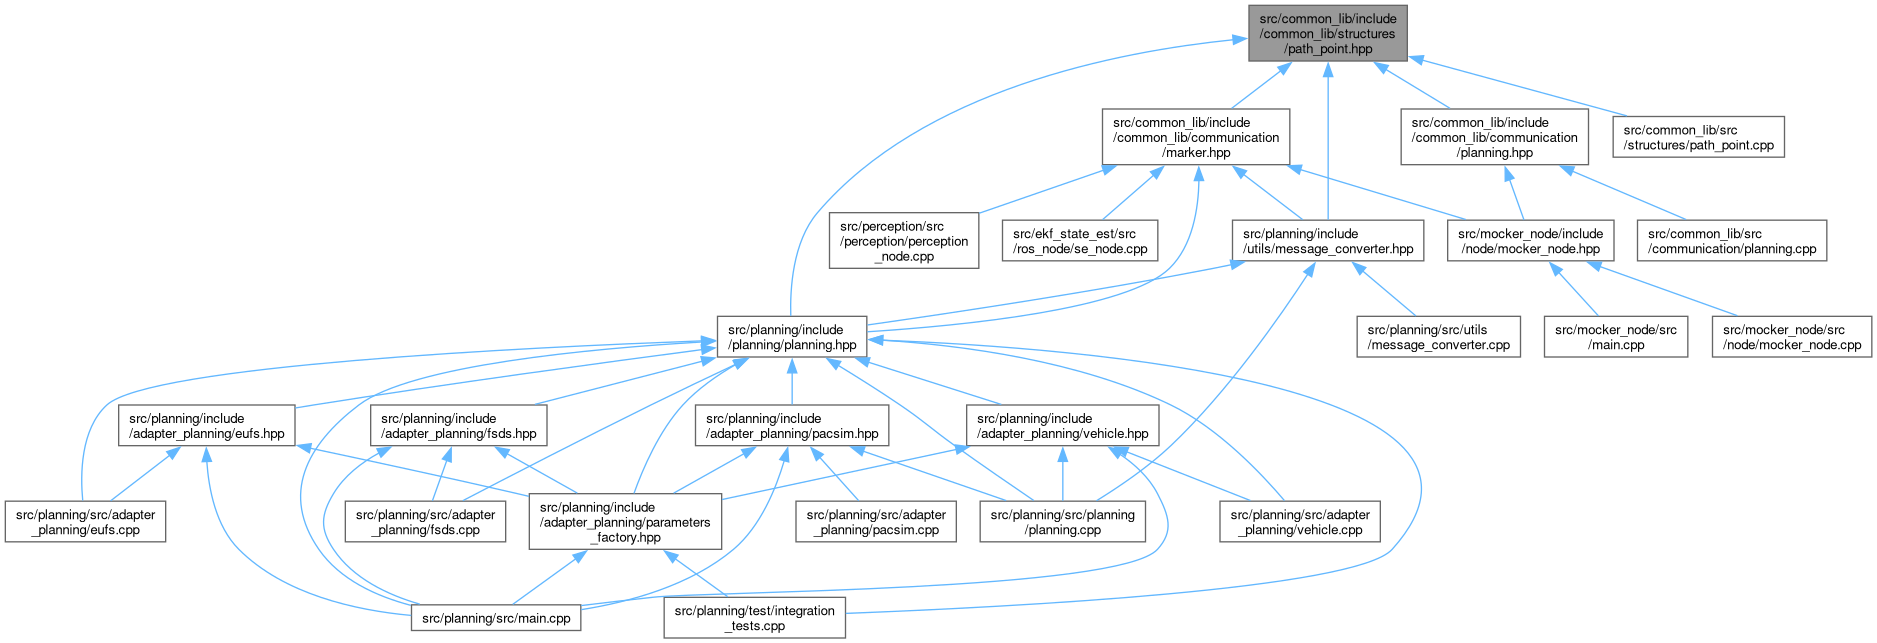 src/common_lib/include
/common_lib/structures
/path_point.hpp
src/common_lib/include
/common_lib/communication
/marker.hpp
src/common_lib/include
/common_lib/communication
/planning.hpp
src/common_lib/src
/structures/path_point.cpp
src/perception/src
/perception/perception
_node.cpp
src/ekf_state_est/src
/ros_node/se_node.cpp
src/planning/include
/utils/message_converter.hpp
src/mocker_node/include
/node/mocker_node.hpp
src/common_lib/src
/communication/planning.cpp
src/planning/include
/planning/planning.hpp
src/planning/src/utils
/message_converter.cpp
src/mocker_node/src
/main.cpp
src/mocker_node/src
/node/mocker_node.cpp
src/planning/include
/adapter_planning/eufs.hpp
src/planning/include
/adapter_planning/fsds.hpp
src/planning/include
/adapter_planning/pacsim.hpp
src/planning/include
/adapter_planning/vehicle.hpp
src/planning/src/adapter
_planning/eufs.cpp
src/planning/src/adapter
_planning/fsds.cpp
src/planning/include
/adapter_planning/parameters
_factory.hpp
src/planning/src/adapter
_planning/pacsim.cpp
src/planning/src/planning
/planning.cpp
src/planning/src/adapter
_planning/vehicle.cpp
src/planning/src/main.cpp
src/planning/test/integration
_tests.cpp